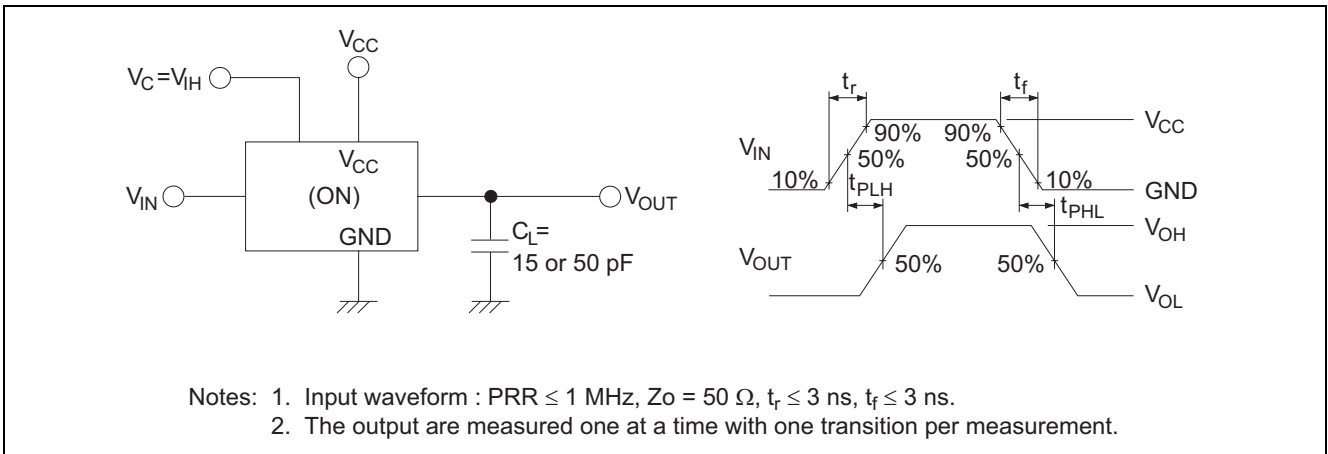 V_CC
V_C=V_IH
V_CC
V_IN
(ON)
V_OUT
GND
C_L=
15 or 50 pF
t_r
t_f
V_CC
90%
90%
V_IN
50%
50%
10%
10%
GND
t_PLH
t_PHL
V_OH
V_OUT
50%
50%
V_OL
Notes: 1. Input waveform : PRR ≤ 1 MHz, Zo = 50 Ω, t_r ≤ 3 ns, t_f ≤ 3 ns.
2. The output are measured one at a time with one transition per measurement.